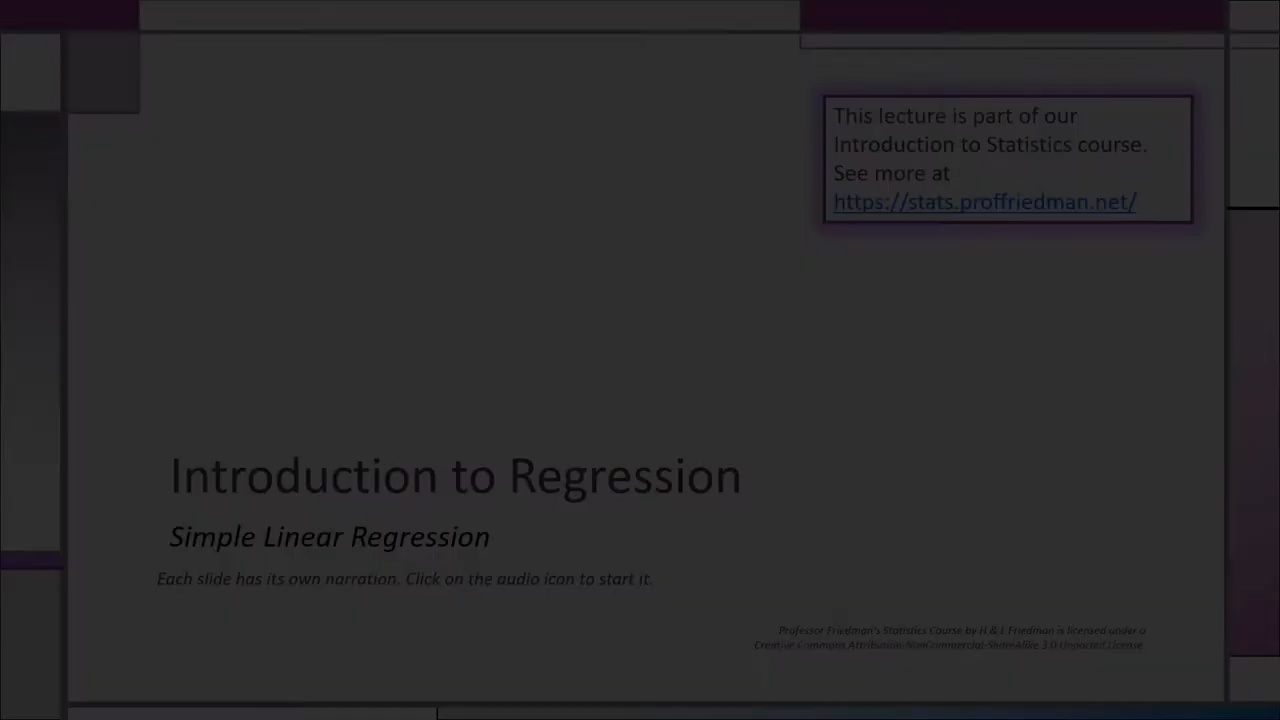 This lecture is part of our
Introduction to Statistics course.
See more at
https://stats.proffriedman.net/
Introduction to Regression
Simple Linear Regression
Each slide has its own narration. Click on the audio icon to start it.
Professor Friedman's Statistics Course by H & L Friedman is licensed under a
Creative Commons Attribution-NonCommercial-ShareAlike 3.0 Unported License.